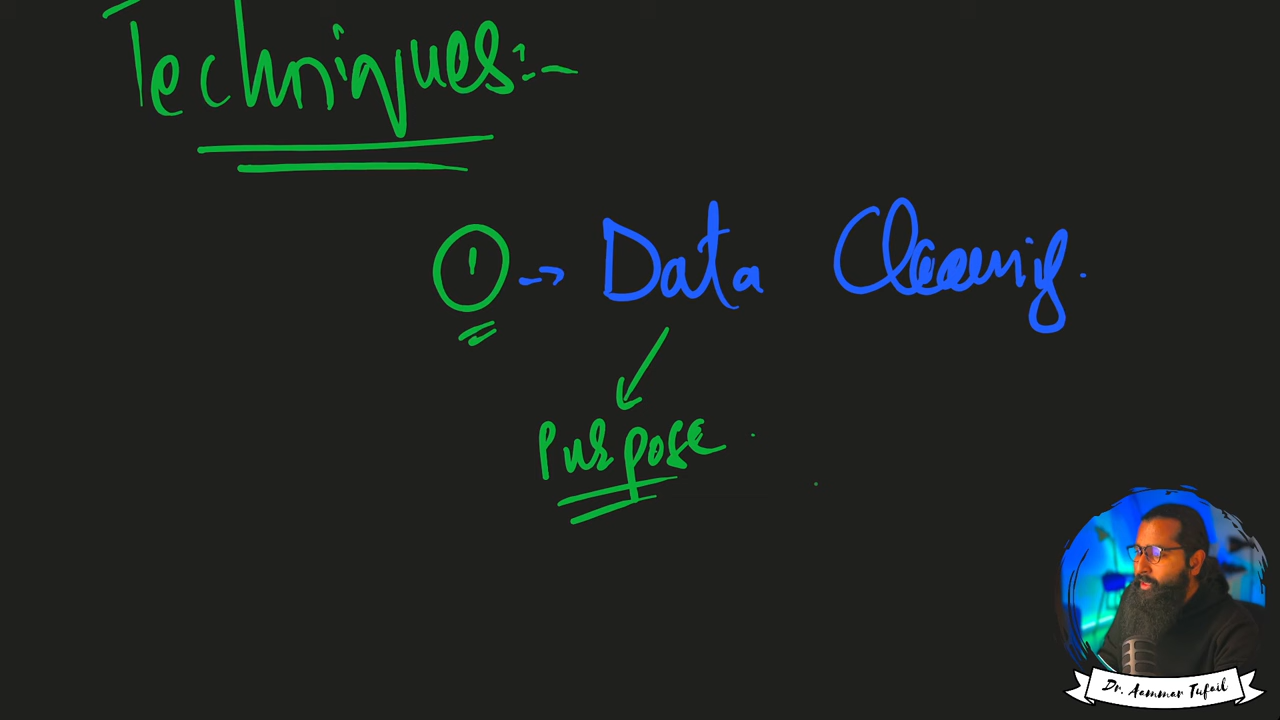 Techniques:-
1 -> Data Cleaning.
Purpose
Dr. Aammar Tufail